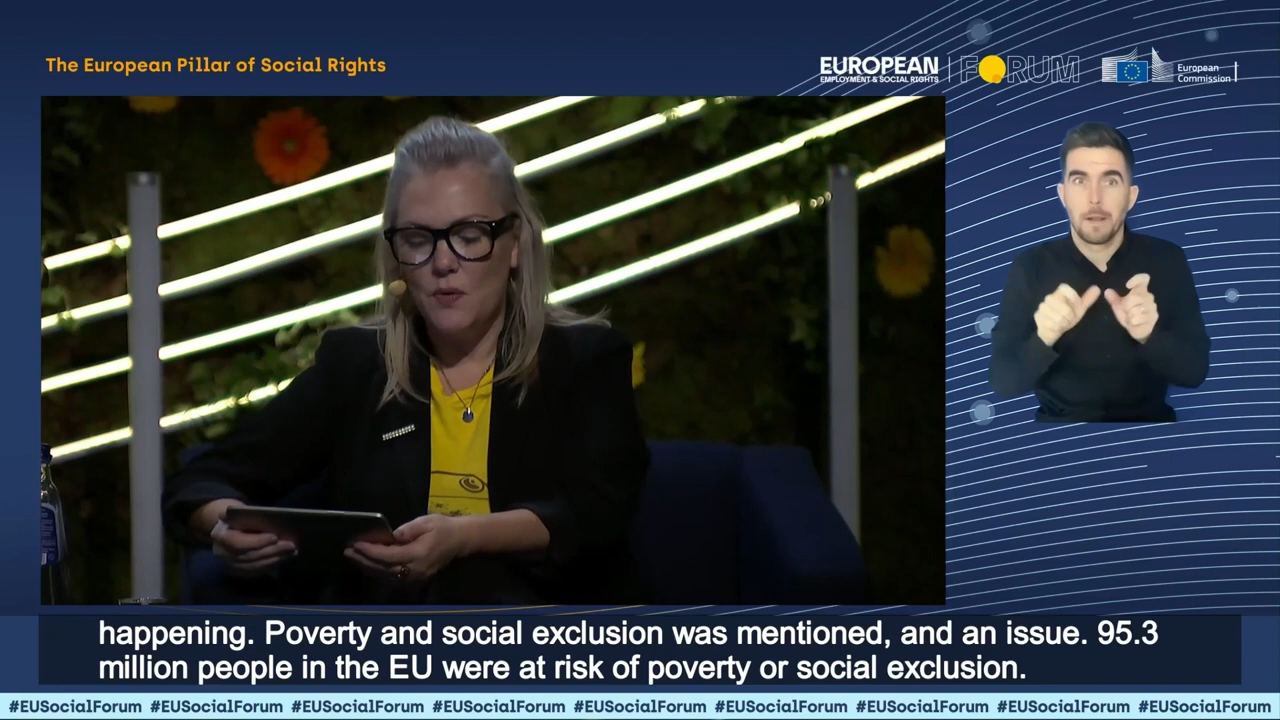 The European Pillar of Social Rights
EUROPEAN
EMPLOYMENT & SOCIAL RIGHTS
FORUM
European
Commission
happening. Poverty and social exclusion was mentioned, and an issue. 95.3
million people in the EU were at risk of poverty or social exclusion.
#EUSocialForum #EUSocialForum #EUSocialForum #EUSocialForum #EUSocialForum #EUSocialForum #EUSocialForum #EUSocialForum #EUSocialForum